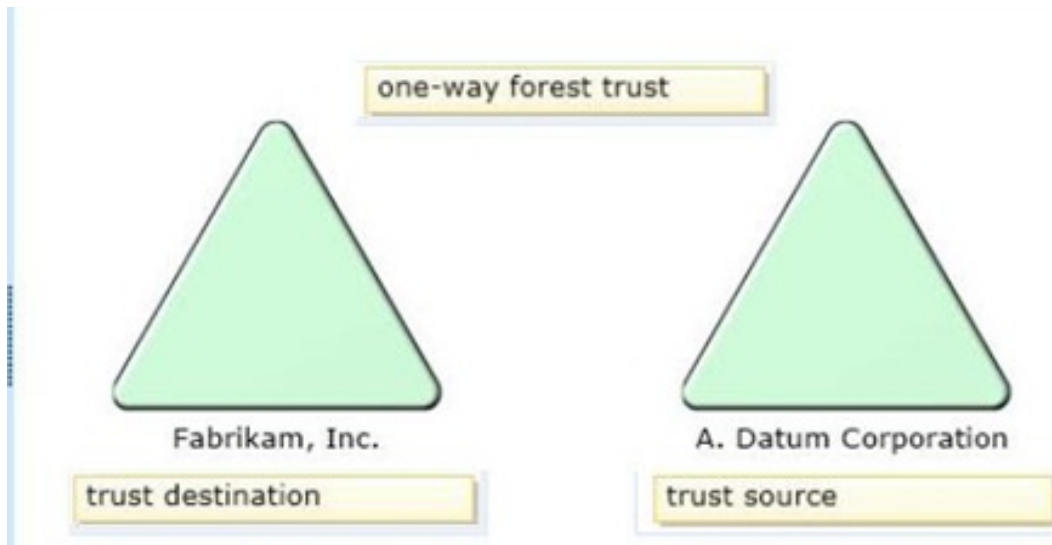 one-way forest trust
Fabrikam, Inc.
A. Datum Corporation
trust destination
trust source